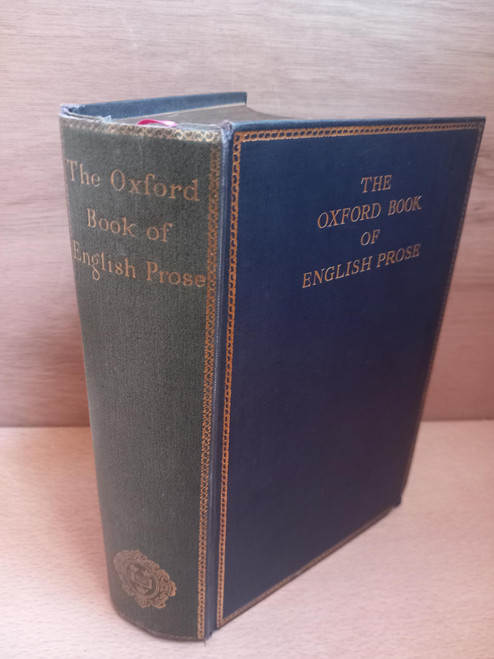 The Oxford
Book of
English Prose
THE
OXFORD BOOK
OF
ENGLISH PROSE